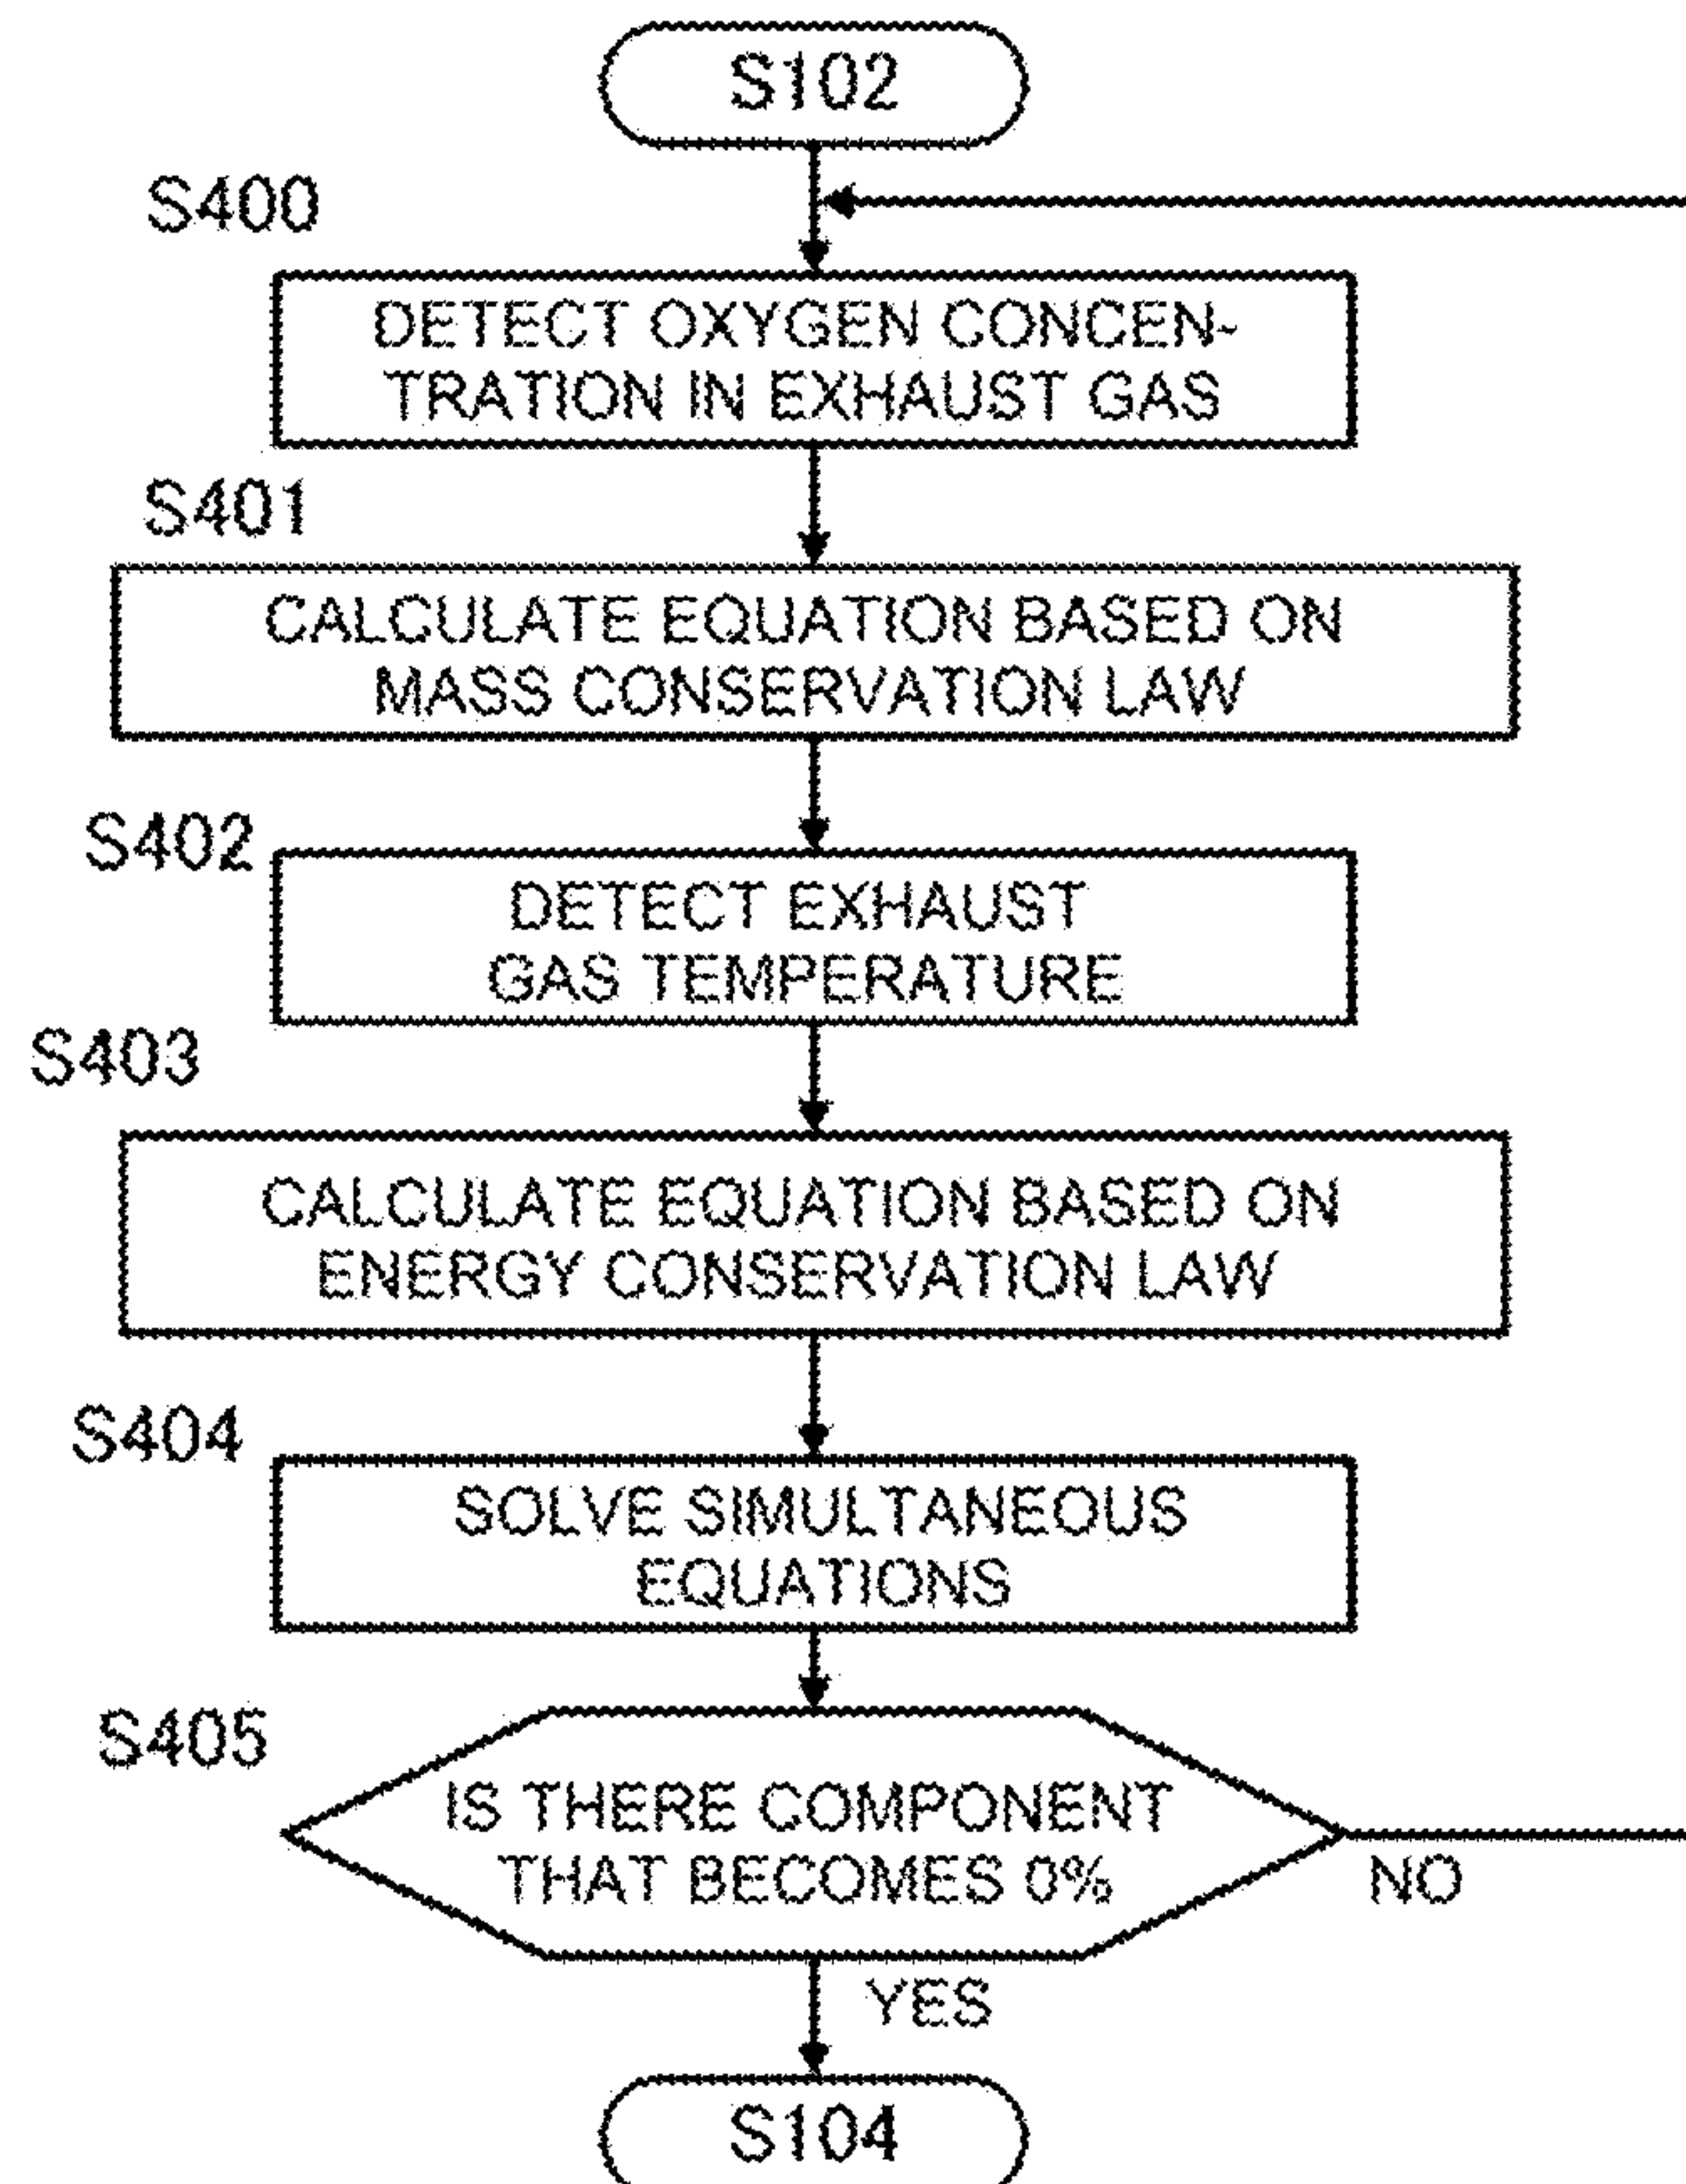 S102
S400
DETECT OXYGEN CONCEN-
TRATION IN EXHAUST GAS
S401
CALCULATE EQUATION BASED ON
MASS CONSERVATION LAW
S402
DETECT EXHAUST
GAS TEMPERATURE
S403
CALCULATE EQUATION BASED ON
ENERGY CONSERVATION LAW
S404
SOLVE SIMULTANEOUS
EQUATIONS
S405
IS THERE COMPONENT
THAT BECOMES 0%
NO
YES
S104